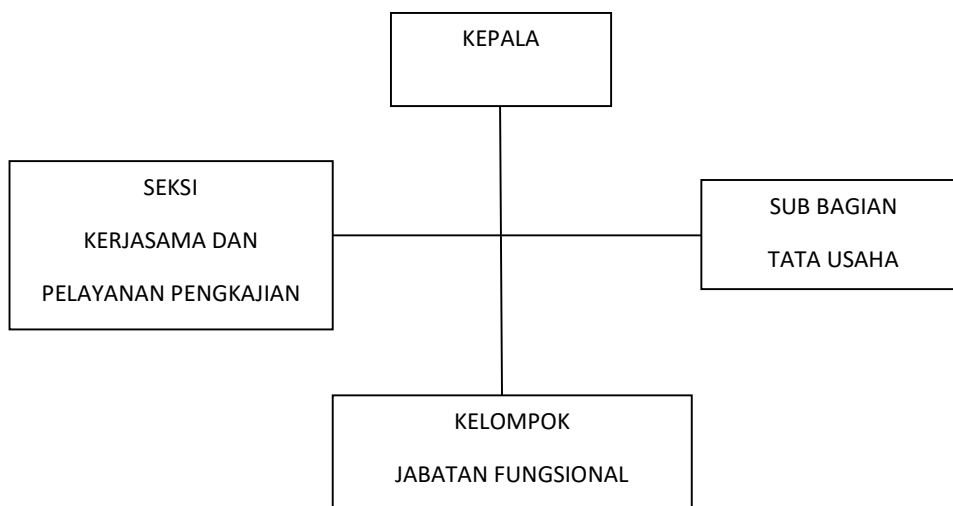 KEPALA
SEKSI
KERJASAMA DAN
PELAYANAN PENGKAJIAN
SUB BAGIAN
TATA USAHA
KELOMPOK
JABATAN FUNGSIONAL